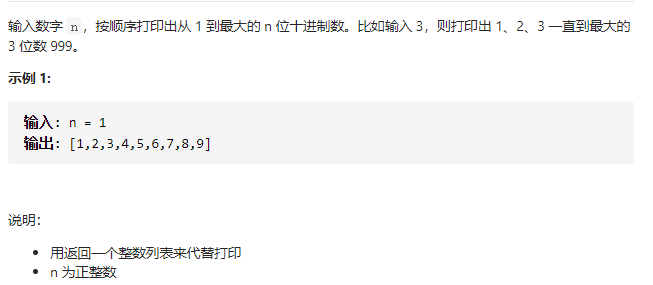 输入数字 n，按顺序打印出从 1 到最大的 n 位十进制数。比如输入 3，则打印出 1、2、3 一直到最大的
3 位数 999。
示例 1:
输入: n = 1
输出: [1,2,3,4,5,6,7,8,9]
说明：
用返回一个整数列表来代替打印
n 为正整数